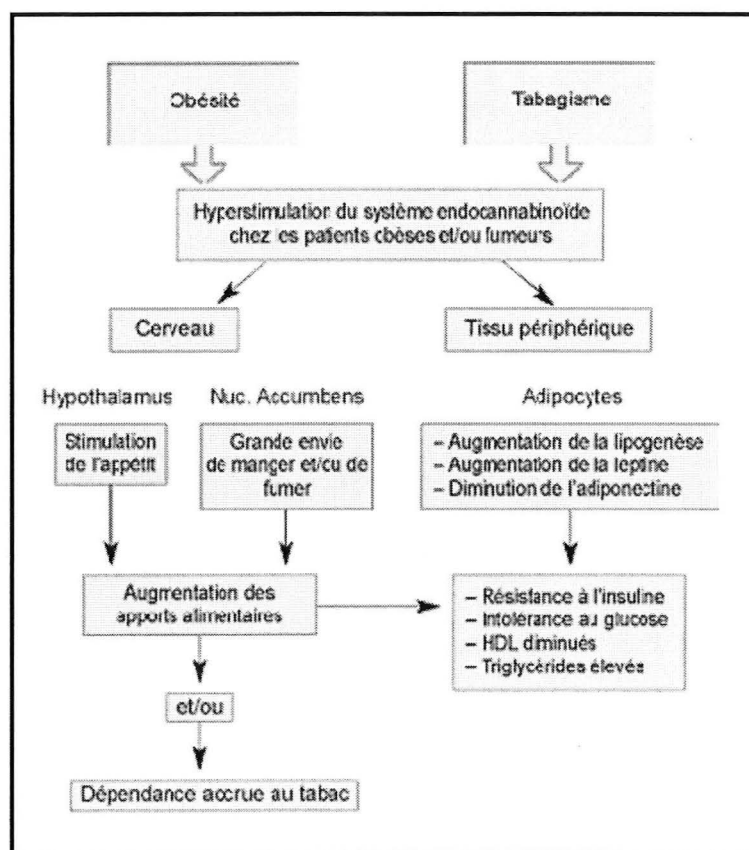 Obésité
Tabagisme
Hyperstimulation du système endocannabinoïde
chez les patients obèses et/ou fumeurs
Cerveau
Tissu périphérique
Hypothalamus
Nuc. Accumbens
Adipocytes
Stimulation
de l'appétit
Grande envie
de manger et/ou de
fumer
– Augmentation de la lipogenèse
– Augmentation de la leptine
– Diminution de l'adiponectine
Augmentation des
apports alimentaires
– Résistance à l'insuline
– Intolérance au glucose
– HDL diminués
– Triglycérides élevés
et/ou
Dépendance accrue au tabac